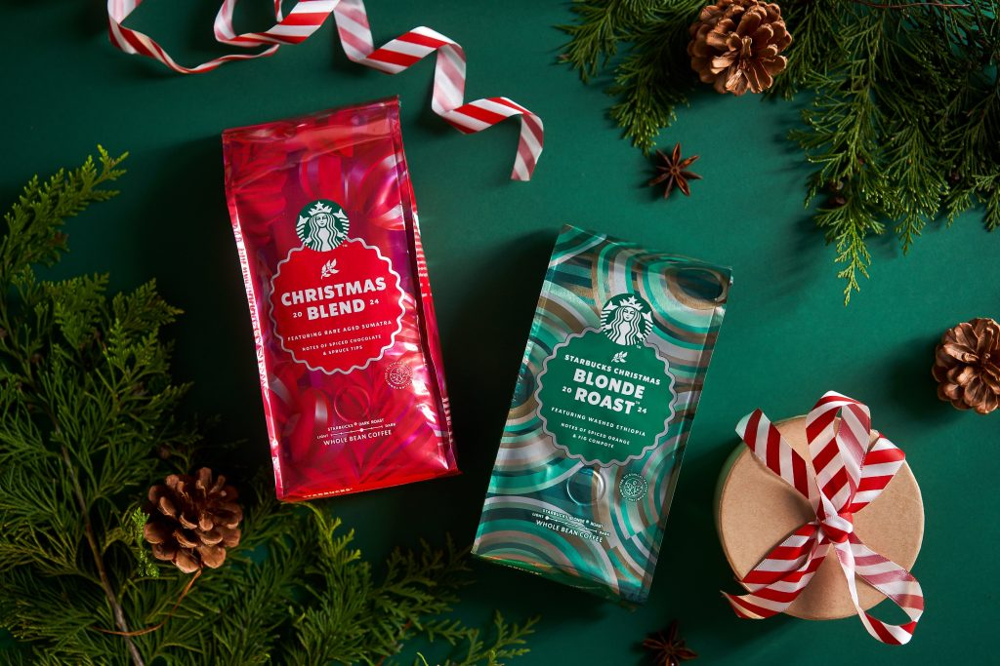 CHRISTMAS
20 BLEND 24
FEATURING RARE AGED SUMATRA
NOTES OF SPICED CHOCOLATE
& SPRUCE TIPS
STARBUCKS® DARK ROAST
LIGHT DARK
WHOLE BEAN COFFEE
STARBUCKS CHRISTMAS
BLONDE
20 ROAST™ 24
FEATURING WASHED ETHIOPIA
NOTES OF SPICED ORANGE
& FIG COMPOTE
STARBUCKS® BLONDE ROAST
LIGHT DARK
WHOLE BEAN COFFEE